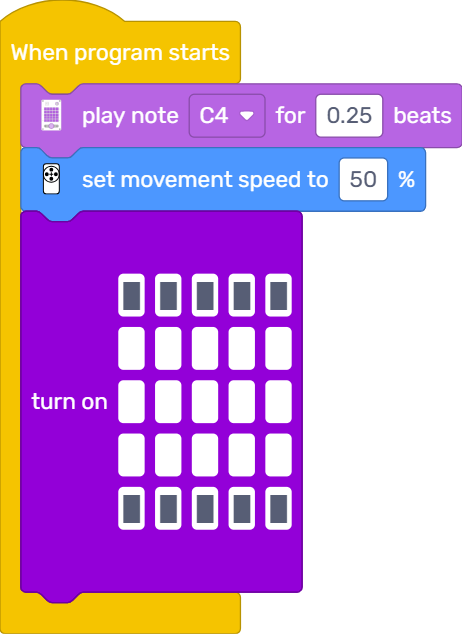 When program starts
play note C4 for 0.25 beats
set movement speed to 50 %
turn on